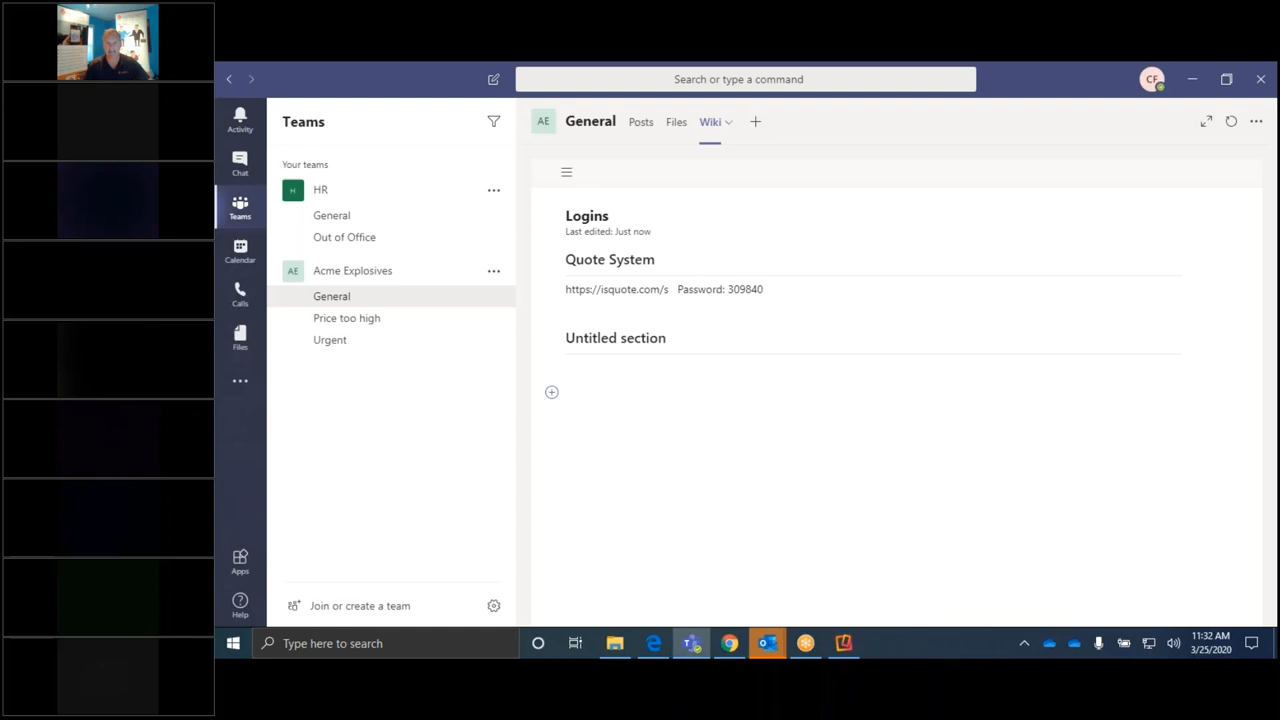 Search or type a command
CF
Activity
Chat
Teams
Calendar
Calls
Files
Apps
Help
Teams
Your teams
H
HR
General
Out of Office
AE
Acme Explosives
General
Price too high
Urgent
Join or create a team
AE
General
Posts
Files
Wiki
Logins
Last edited: Just now
Quote System
https://isquote.com/s Password: 309840
Untitled section
Type here to search
11:32 AM
3/25/2020